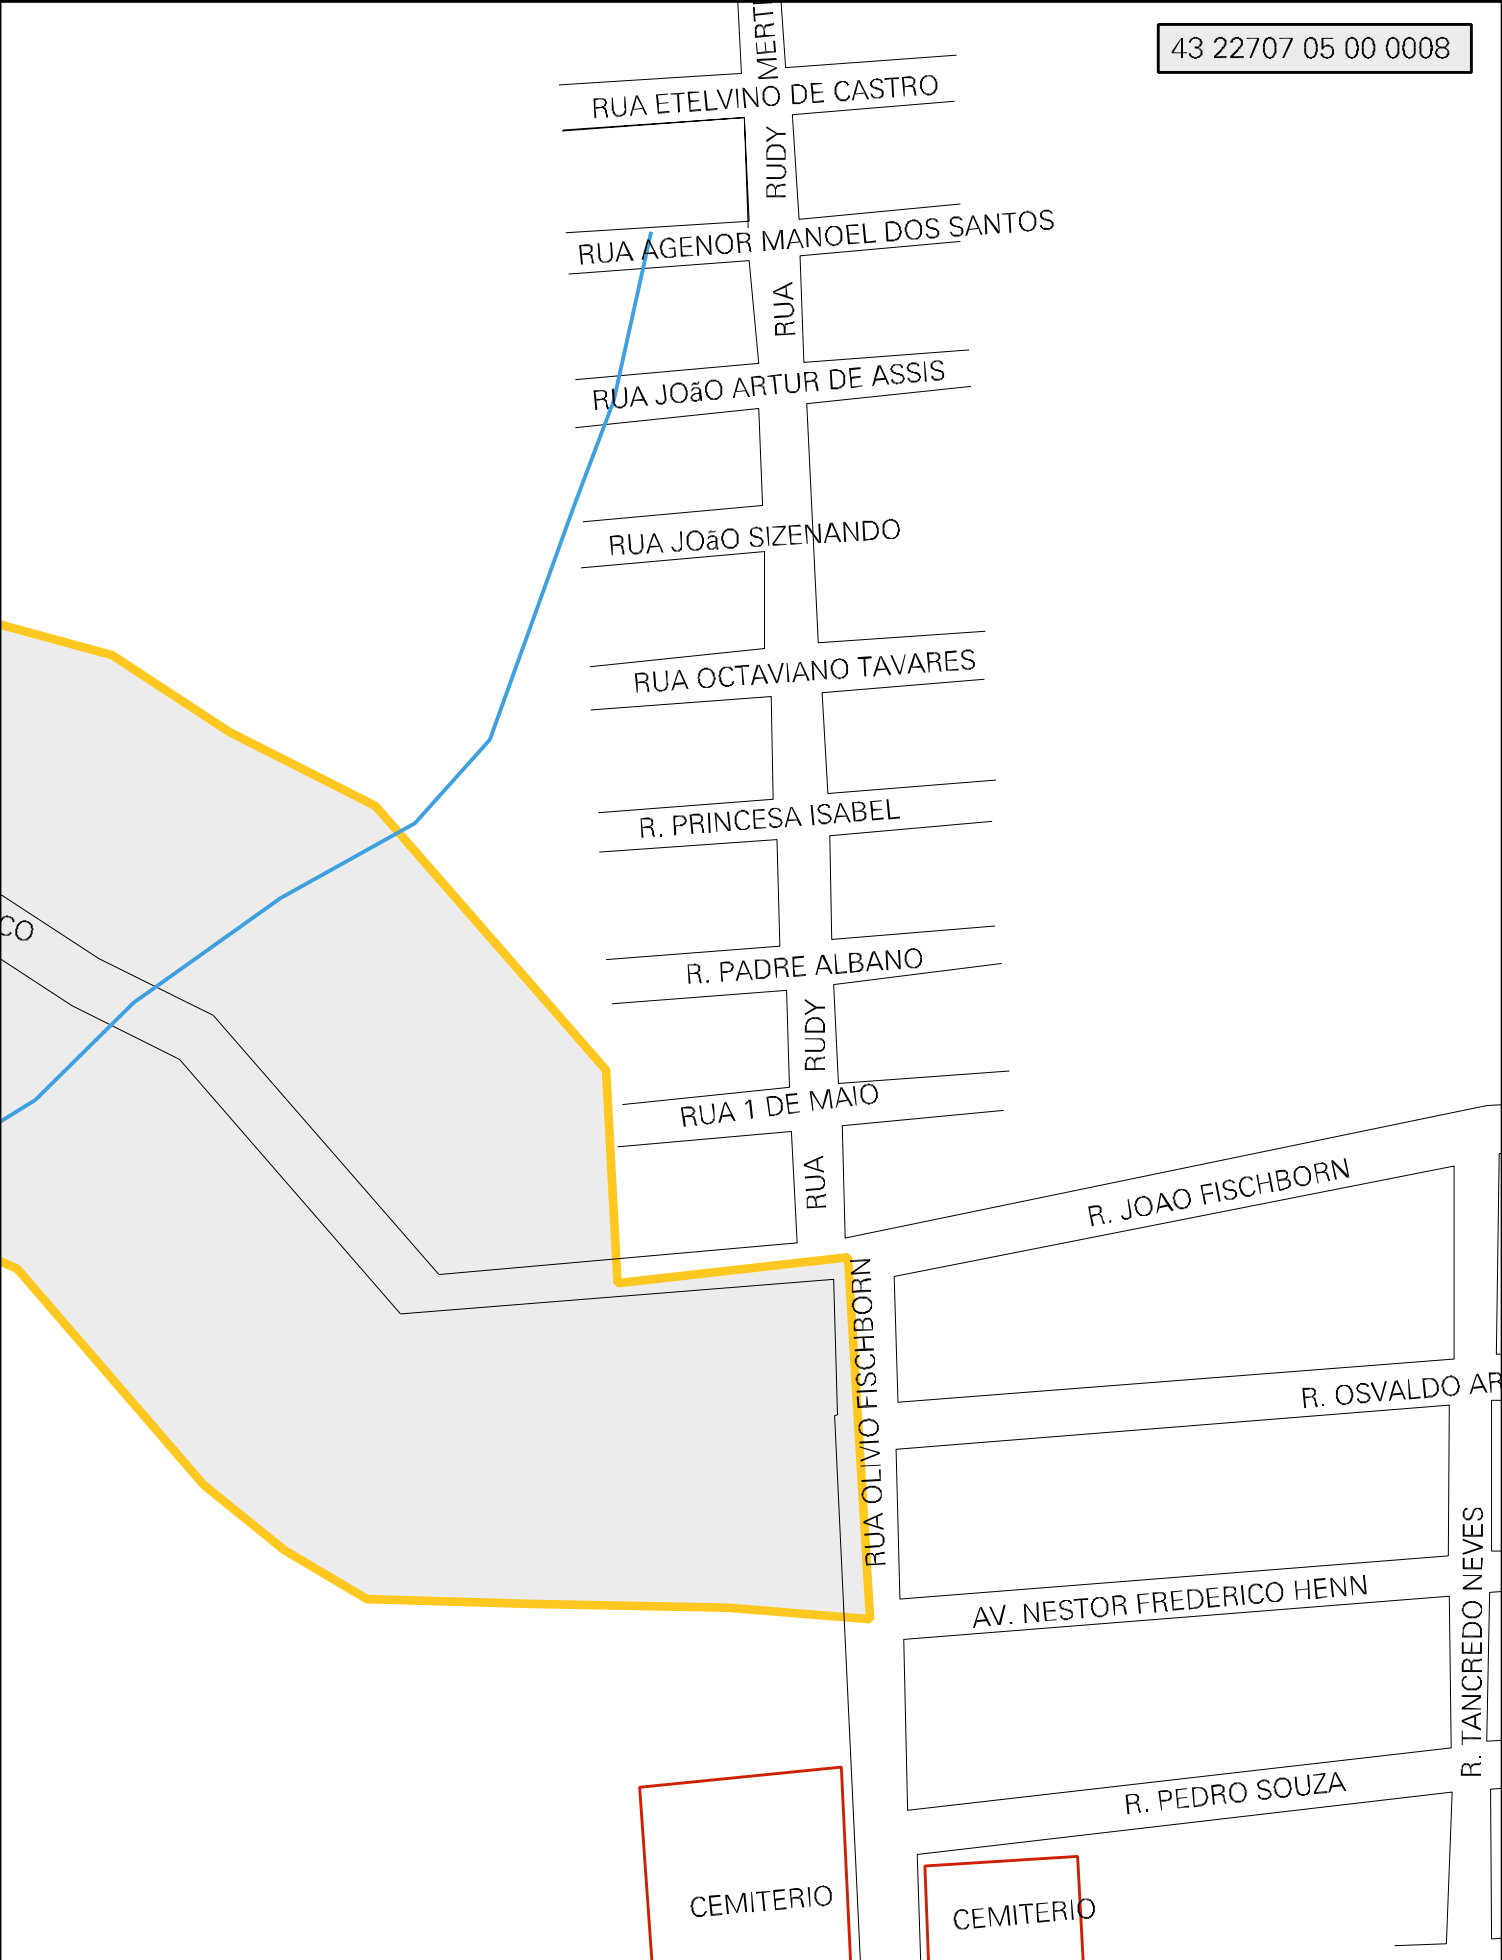 MERT
43 22707 05 00 0008
RUA ETELVINO DE CASTRO
RUDY
RUA AGENOR MANOEL DOS SANTOS
RUA
RUA JOãO ARTUR DE ASSIS
RUA JOãO SIZENANDO
RUA OCTAVIANO TAVARES
R. PRINCESA ISABEL
CO
R. PADRE ALBANO
RUDY
RUA 1 DE MAIO
RUA
R. JOAO FISCHBORN
RUA OLIVIO FISCHBORN
R. OSVALDO AR
AV. NESTOR FREDERICO HENN
R. TANCREDO NEVES
R. PEDRO SOUZA
CEMITERIO
CEMITERIO